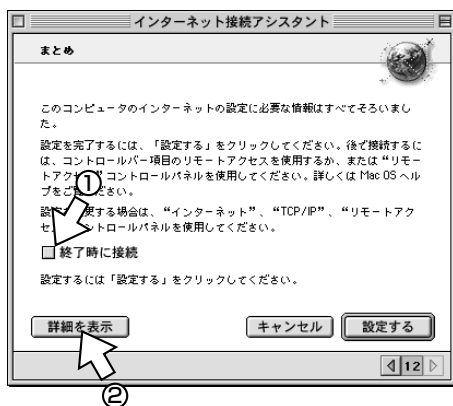 インターネット接続アシスタント
まとめ
このコンピュータのインターネットの設定に必要な情報はすべてそろいまし
た。
設定を完了するには、「設定する」をクリックしてください。後で接続するに
は、コントロールバー項目のリモートアクセスを使用するか、または“リモー
トアク ”コントロールパネルを使用してください。詳しくは Mac OS ヘル
プをご ださい。
① 
設 更する場合は、“インターネット”、“TCP/IP”、“リモートアク
セ トロールパネルを使用してください。
終了時に接続
設定するには「設定する」をクリックしてください。
詳細を表示 キャンセル 設定する
12
②